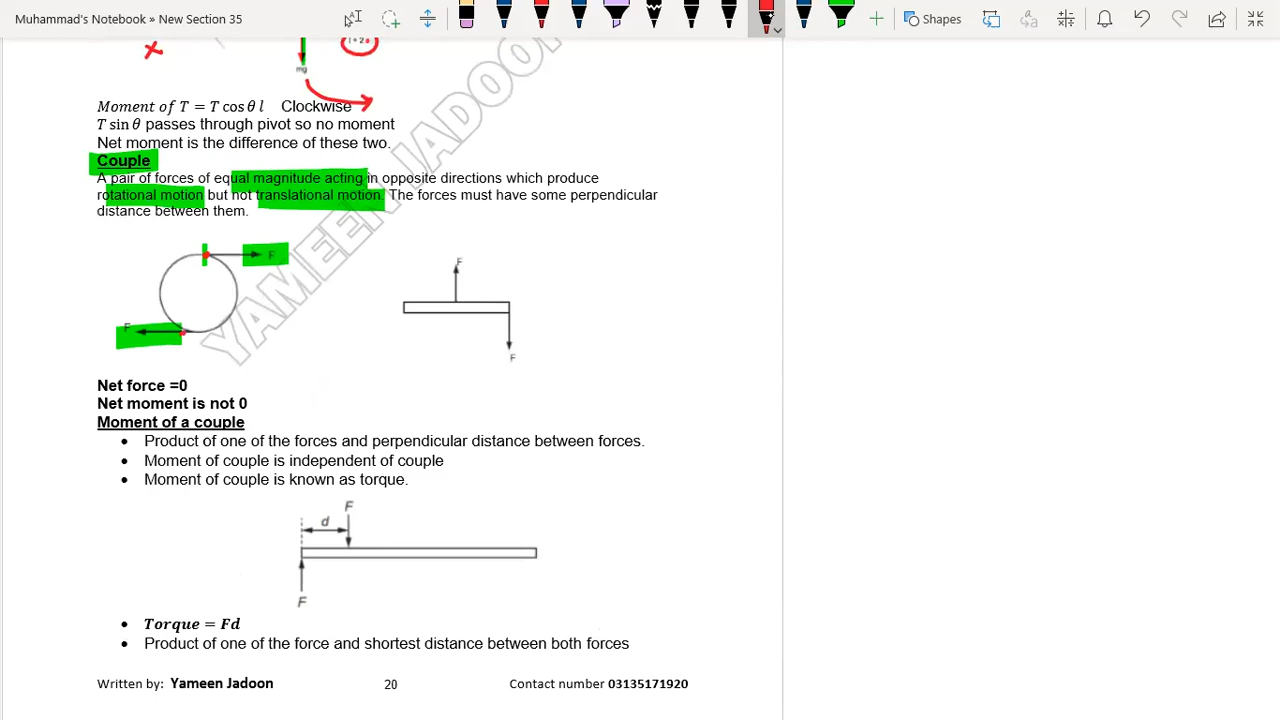 Muhammad's Notebook » New Section 35
Shapes
mg
Moment of T = T cos θ l Clockwise
T sin θ passes through pivot so no moment
Net moment is the difference of these two.
Couple
A pair of forces of equal magnitude acting in opposite directions which produce
rotational motion but not translational motion. The forces must have some perpendicular
distance between them.
F
F
F
F
Net force =0
Net moment is not 0
Moment of a couple
• Product of one of the forces and perpendicular distance between forces.
• Moment of couple is independent of couple
• Moment of couple is known as torque.
F
d
F
• Torque = Fd
• Product of one of the force and shortest distance between both forces
Written by: Yameen Jadoon 20 Contact number 03135171920
YAMEEN JADOON